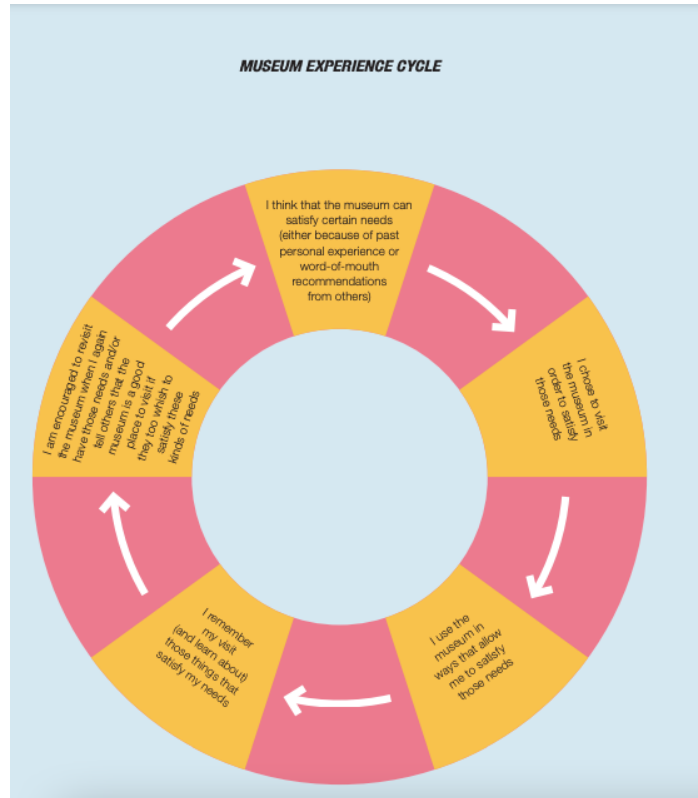 MUSEUM EXPERIENCE CYCLE
I think that the museum can
satisfy certain needs
(either because of past
personal experience or
word-of-mouth
recommendations
from others)
I chose to visit
the museum in
order to satisfy
those needs
I use the
museum in
ways that allow
me to satisfy
those needs
I remember
my visit
(and learn about)
those things that
satisfy my needs
I am encouraged to revisit
the museum when I again
have those needs and/or
tell others that the
museum is a good
place to visit if
they too whish to
satisfy these
kinds of needs